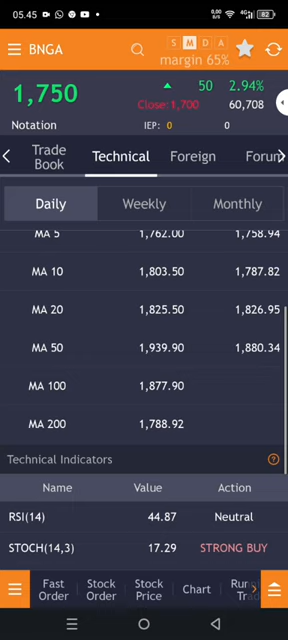 05.45 0,00 B/s 4G 82
BNGA S M D A
margin 65%
1,750 50 2.94%
Close: 1,700 60,708
Notation IEP: 0 0
Trade Book Technical Foreign Forum
Daily Weekly Monthly
MA 5 1,762.00 1,758.94
MA 10 1,803.50 1,787.82
MA 20 1,825.50 1,826.95
MA 50 1,939.90 1,880.34
MA 100 1,877.90
MA 200 1,788.92
Technical Indicators ?
Name Value Action
RSI(14) 44.87 Neutral
STOCH(14,3) 17.29 STRONG BUY
Fast Stock Stock Chart
Order Order Price